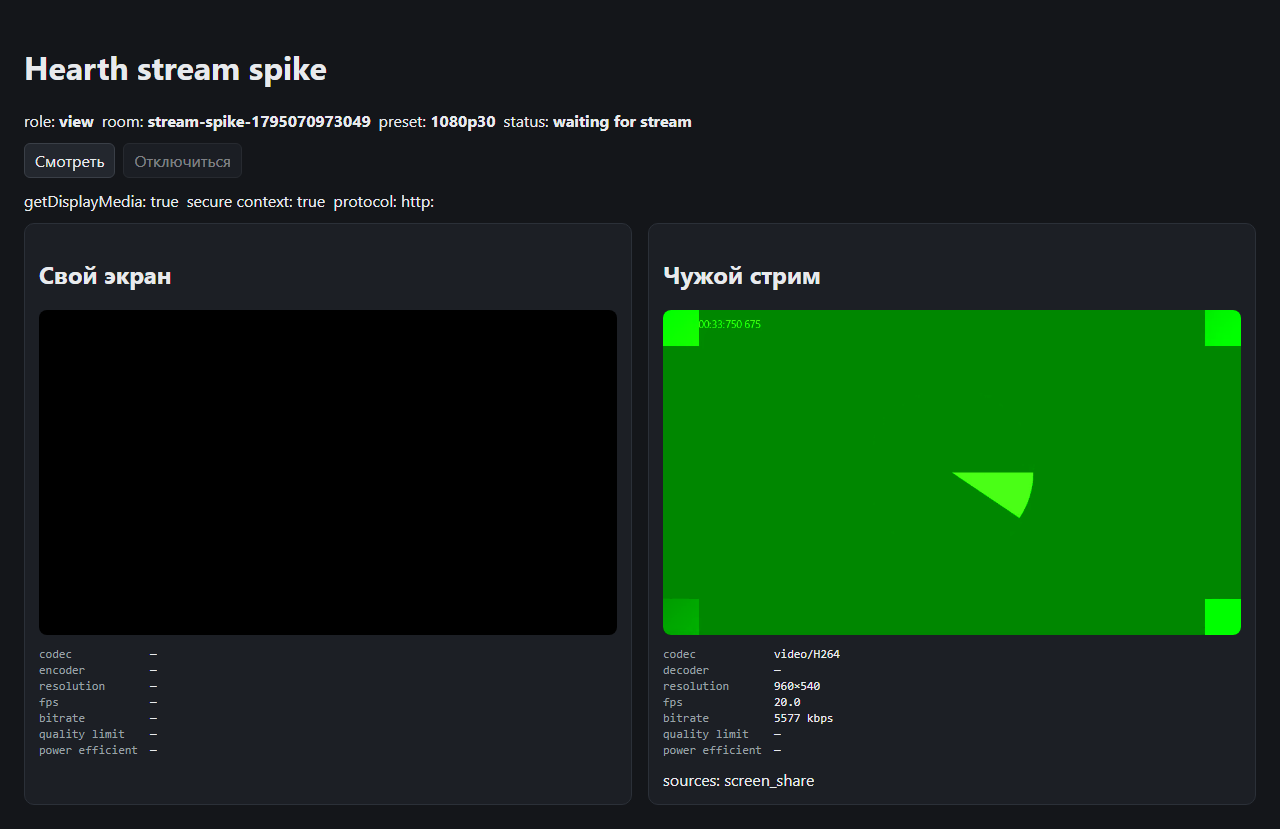 Hearth stream spike
role: view room: stream-spike-1795070973049 preset: 1080p30 status: waiting for stream
Смотреть Отключиться
getDisplayMedia: true secure context: true protocol: http:
Свой экран
codec –
encoder –
resolution –
fps –
bitrate –
quality limit –
power efficient –
Чужой стрим
00:33:750 675
codec video/H264
decoder –
resolution 960×540
fps 20.0
bitrate 5577 kbps
quality limit –
power efficient –
sources: screen_share